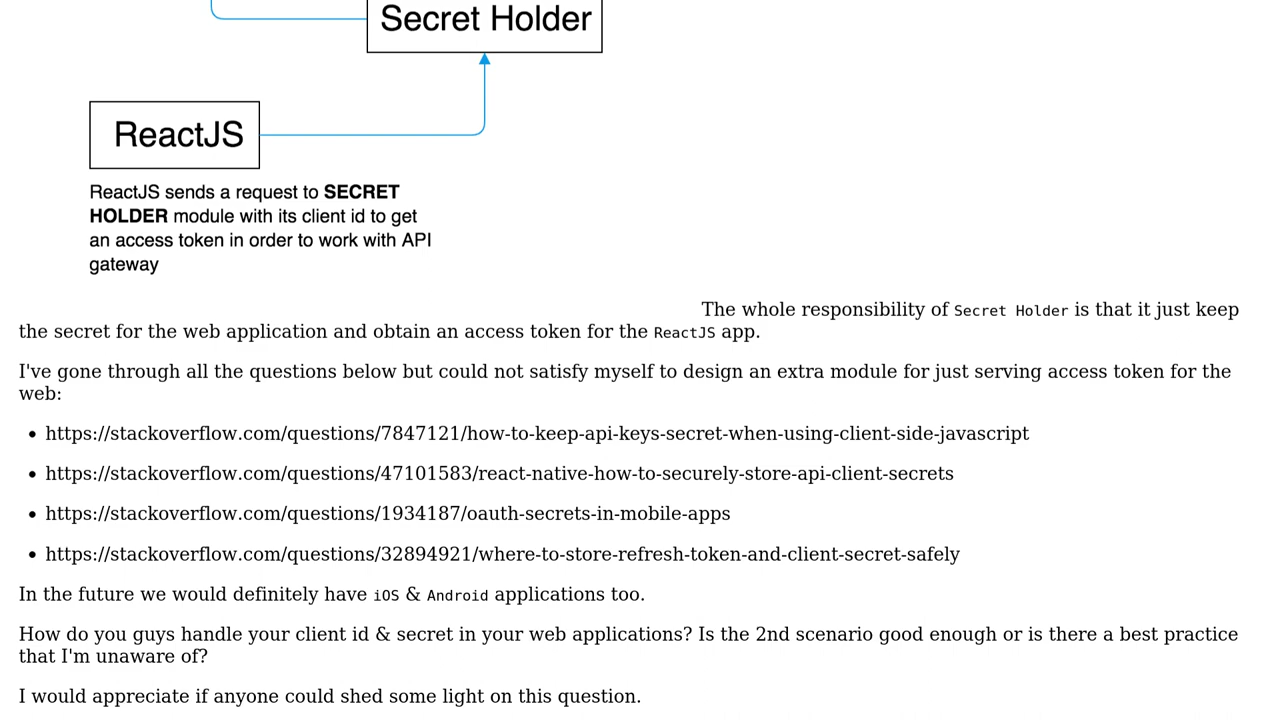 Secret Holder
ReactJS
ReactJS sends a request to SECRET
HOLDER module with its client id to get
an access token in order to work with API
gateway
The whole responsibility of Secret Holder is that it just keep
the secret for the web application and obtain an access token for the ReactJS app.
I've gone through all the questions below but could not satisfy myself to design an extra module for just serving access token for the
web:
• https://stackoverflow.com/questions/7847121/how-to-keep-api-keys-secret-when-using-client-side-javascript
• https://stackoverflow.com/questions/47101583/react-native-how-to-securely-store-api-client-secrets
• https://stackoverflow.com/questions/1934187/oauth-secrets-in-mobile-apps
• https://stackoverflow.com/questions/32894921/where-to-store-refresh-token-and-client-secret-safely
In the future we would definitely have iOS & Android applications too.
How do you guys handle your client id & secret in your web applications? Is the 2nd scenario good enough or is there a best practice
that I'm unaware of?
I would appreciate if anyone could shed some light on this question.